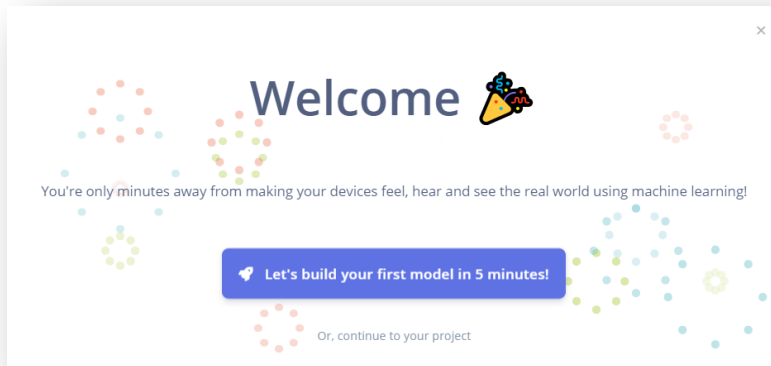 Welcome
You're only minutes away from making your devices feel, hear and see the real world using machine learning!
Let's build your first model in 5 minutes!
Or, continue to your project